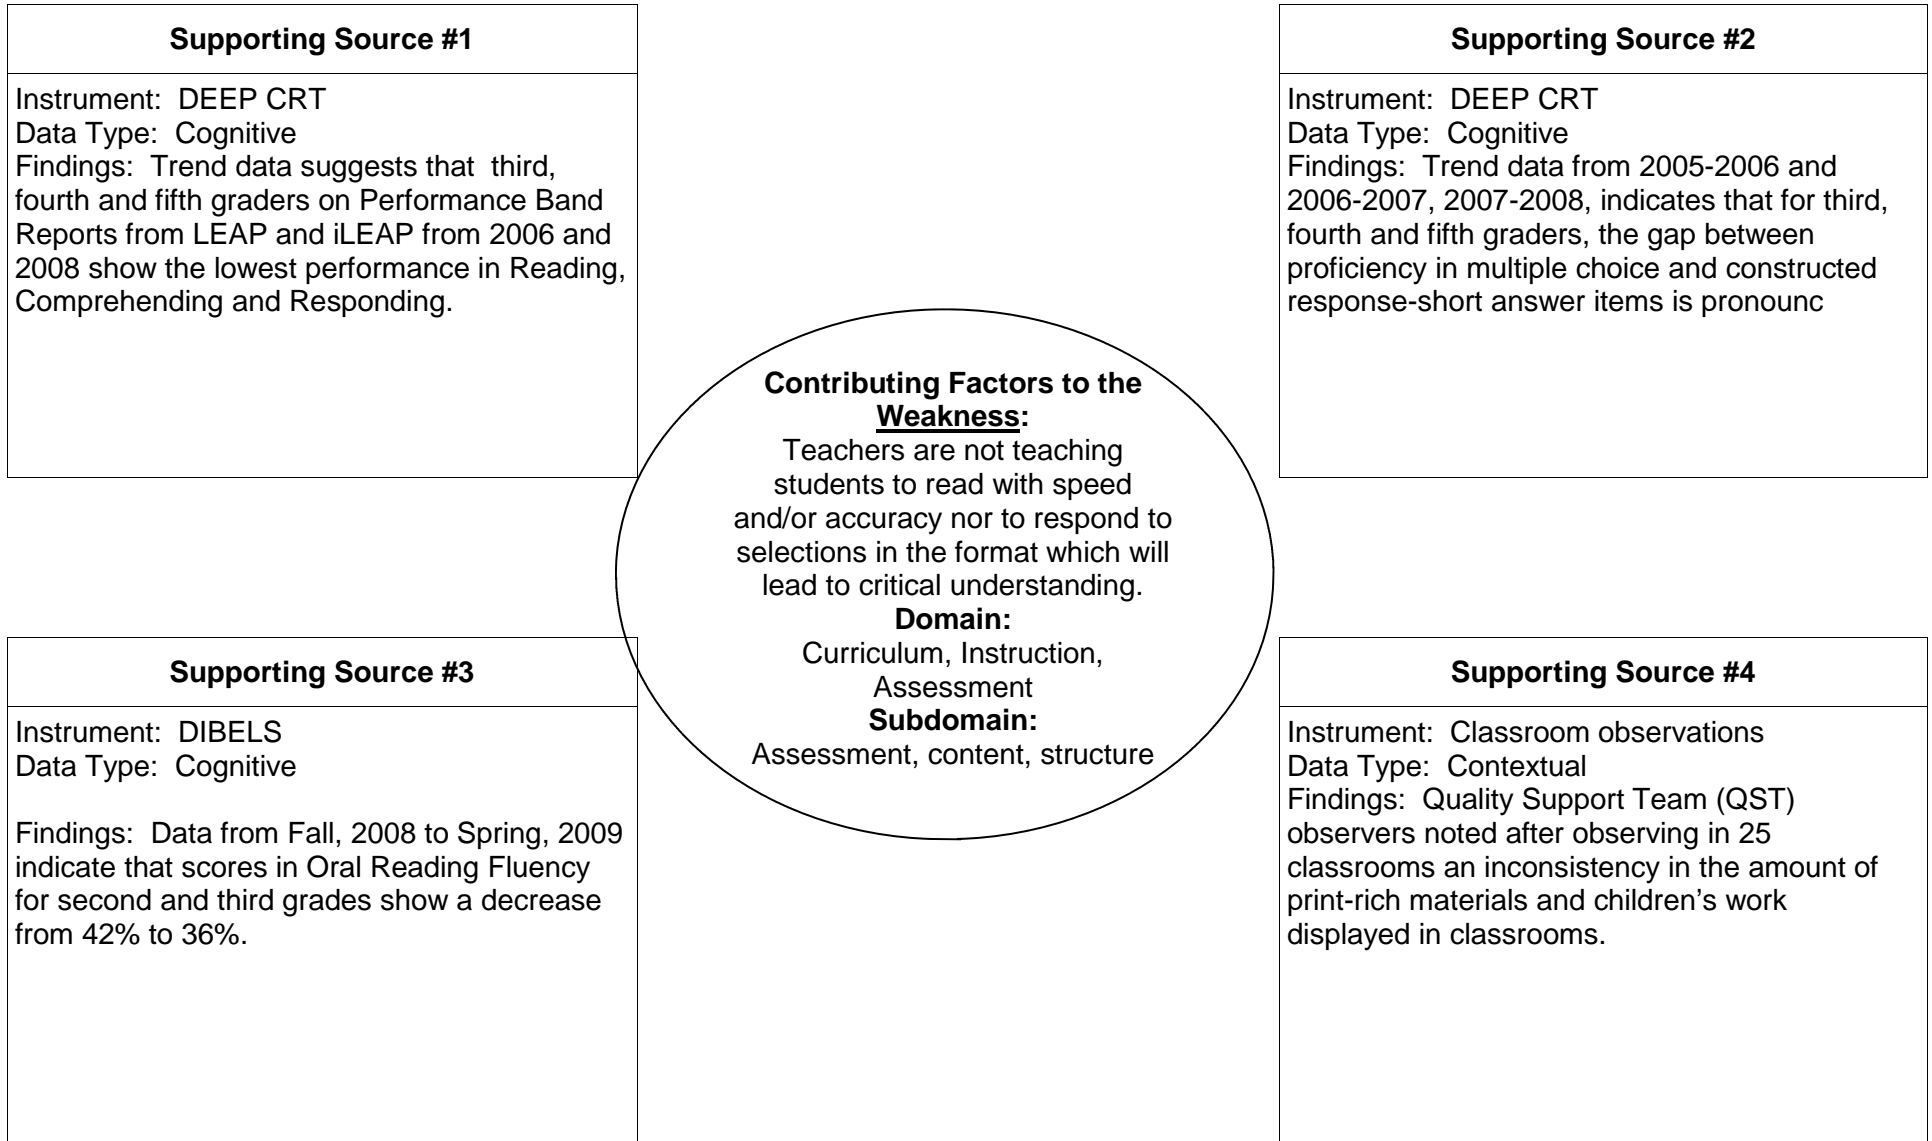 Supporting Source #1
Instrument: DEEP CRT
Data Type: Cognitive
Findings: Trend data suggests that third,
fourth and fifth graders on Performance Band
Reports from LEAP and iLEAP from 2006 and
2008 show the lowest performance in Reading,
Comprehending and Responding.
Supporting Source #2
Instrument: DEEP CRT
Data Type: Cognitive
Findings: Trend data from 2005-2006 and
2006-2007, 2007-2008, indicates that for third,
fourth and fifth graders, the gap between
proficiency in multiple choice and constructed
response-short answer items is pronounc
Contributing Factors to the
Weakness:
Teachers are not teaching
students to read with speed
and/or accuracy nor to respond to
selections in the format which will
lead to critical understanding.
Domain:
Curriculum, Instruction,
Assessment
Subdomain:
Assessment, content, structure
Supporting Source #3
Instrument: DIBELS
Data Type: Cognitive
Findings: Data from Fall, 2008 to Spring, 2009
indicate that scores in Oral Reading Fluency
for second and third grades show a decrease
from 42% to 36%.
Supporting Source #4
Instrument: Classroom observations
Data Type: Contextual
Findings: Quality Support Team (QST)
observers noted after observing in 25
classrooms an inconsistency in the amount of
print-rich materials and children’s work
displayed in classrooms.